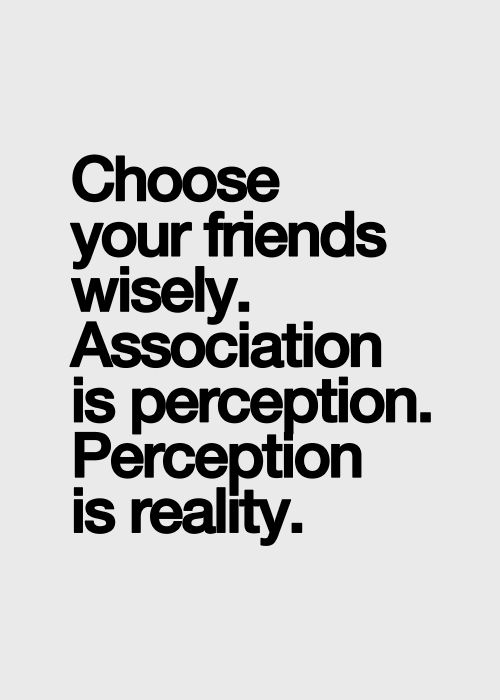 Choose
your friends
wisely.
Association
is perception.
Perception
is reality.